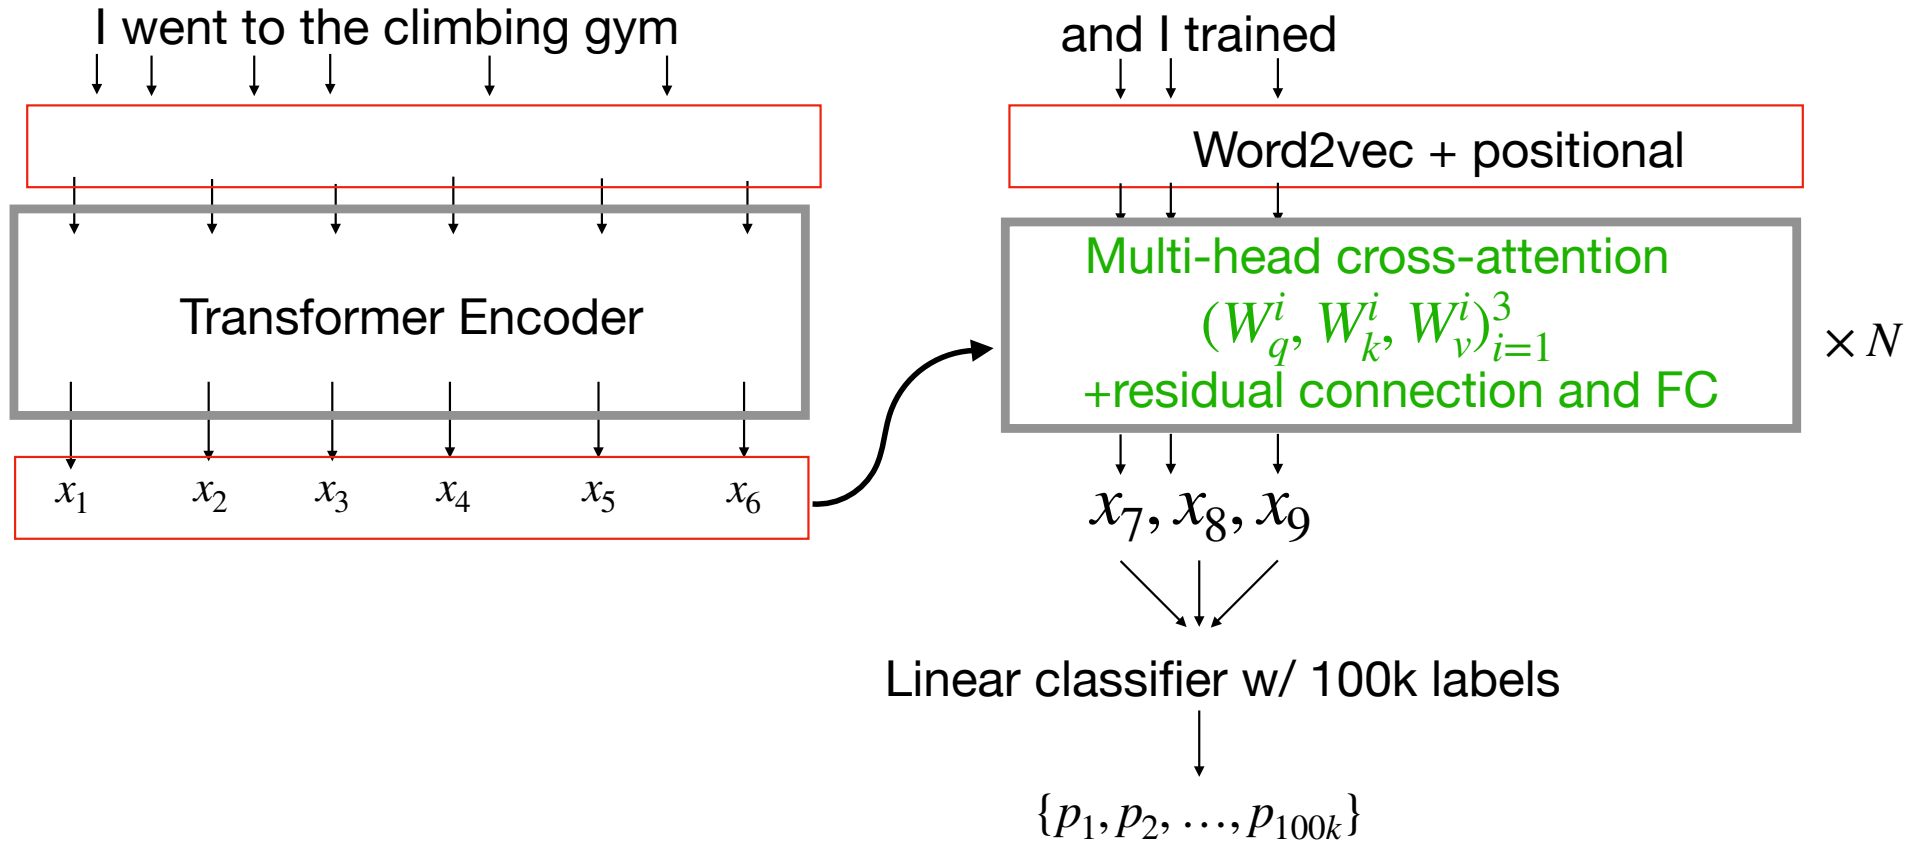 I went to the climbing gym
Transformer Encoder
x_1 x_2 x_3 x_4 x_5 x_6
and I trained
Word2vec + positional
Multi-head cross-attention
(W_q^i, W_k^i, W_v^i)_{i=1}^3
+residual connection and FC
× N
x_7, x_8, x_9
Linear classifier w/ 100k labels
{p_1, p_2, …, p_{100k}}